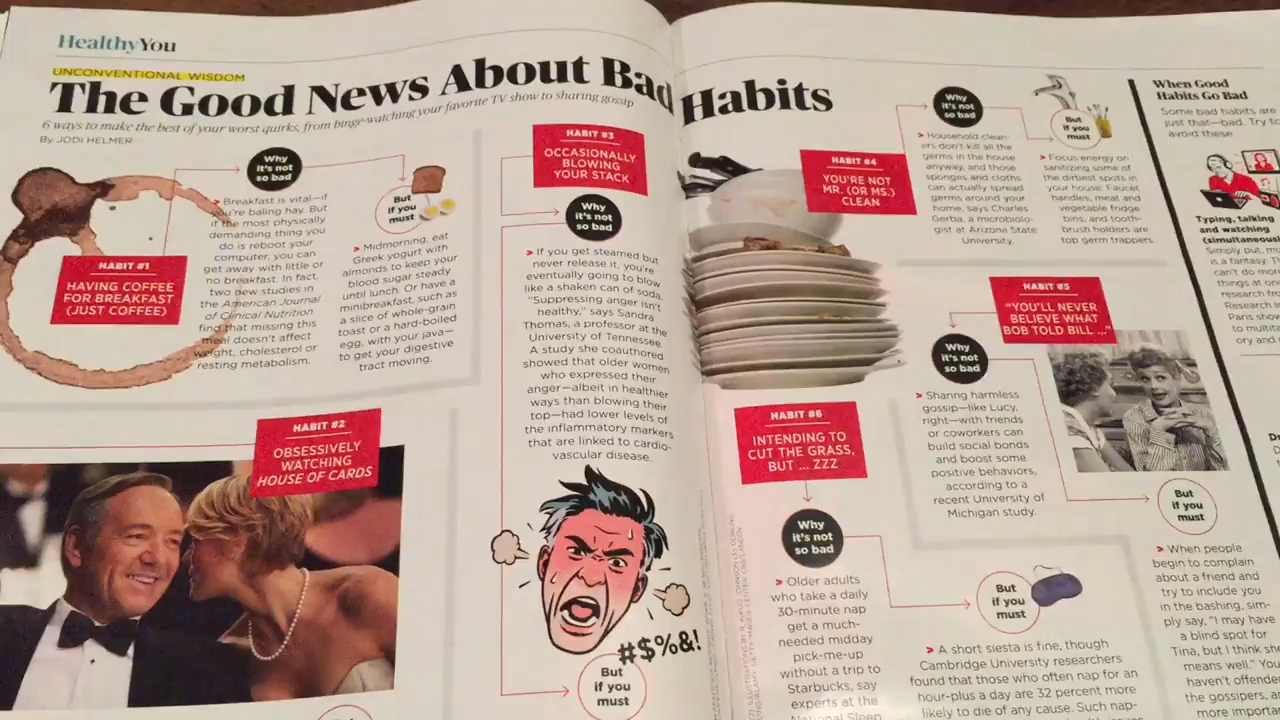 HealthyYou
UNCONVENTIONAL WISDOM
The Good News About Bad Habits
6 ways to make the best of your worst quirks, from binge-watching your favorite TV show to sharing gossip
By JODI HELMER
HABIT #1
HAVING COFFEE
FOR BREAKFAST
(JUST COFFEE)
Why
it's not
so bad
> Breakfast is vital—if
you're baling hay. But
if the most physically
demanding thing you
do is reboot your
computer, you can
get away with little or
no breakfast. In fact,
two new studies in
the American Journal
of Clinical Nutrition
find that missing this
meal doesn't affect
weight, cholesterol or
resting metabolism.
But
if you
must
> Midmorning, eat
Greek yogurt with
almonds to keep your
blood sugar steady
until lunch. Or have a
minibreakfast, such as
a slice of whole-grain
toast or a hard-boiled
egg, with your java—
to get your digestive
tract moving.
HABIT #2
OBSESSIVELY
WATCHING
HOUSE OF CARDS
HABIT #3
OCCASIONALLY
BLOWING
YOUR STACK
Why
it's not
so bad
> If you get steamed but
never release it, you're
eventually going to blow
like a shaken can of soda.
"Suppressing anger isn't
healthy," says Sandra
Thomas, a professor at the
University of Tennessee.
A study she coauthored
showed that older women
who expressed their
anger—albeit in healthier
ways than blowing their
top—had lower levels of
the inflammatory markers
that are linked to cardio-
vascular disease.
#$%&!
But
if you
must
HABIT #4
YOU'RE NOT
MR. (OR MS.)
CLEAN
Why
it's not
so bad
> Household clean-
ers don't kill all the
germs in the house
anyway, and those
sponges and cloths
can actually spread
germs around your
home, says Charles
Gerba, a microbiolo-
gist at Arizona State
University.
But
if you
must
> Focus energy on
sanitizing some of
the dirtiest spots in
your house: Faucet
handles, meat and
vegetable fridge
bins, and tooth-
brush holders are
top germ trappers.
HABIT #5
"YOU'LL NEVER
BELIEVE WHAT
BOB TOLD BILL ..."
Why
it's not
so bad
> Sharing harmless
gossip—like Lucy,
right—with friends
or coworkers can
build social bonds
and boost some
positive behaviors,
according to a
recent University of
Michigan study.
But
if you
must
> When people
begin to complain
about a friend and
try to include you
in the bashing, sim-
ply say, "I may have
a blind spot for
Tina, but I think she
means well." You
haven't offended
the gossipers, a
more importan
HABIT #6
INTENDING TO
CUT THE GRASS,
BUT ... ZZZ
Why
it's not
so bad
> Older adults
who take a daily
30-minute nap
get a much-
needed midday
pick-me-up
without a trip to
Starbucks, say
experts at the
National Sleep
But
if you
must
> A short siesta is fine, though
Cambridge University researchers
found that those who often nap for an
hour-plus a day are 32 percent more
likely to die of any cause. Such nap-
When Good
Habits Go Bad
Some bad habits are
just that—bad. Try to
avoid these.
Typing, talking
and watching
(simultaneous
Simply put, mu
is a fantasy. Th
can't do more
things at on
research fro
Research i
Paris show
to multit
ory and